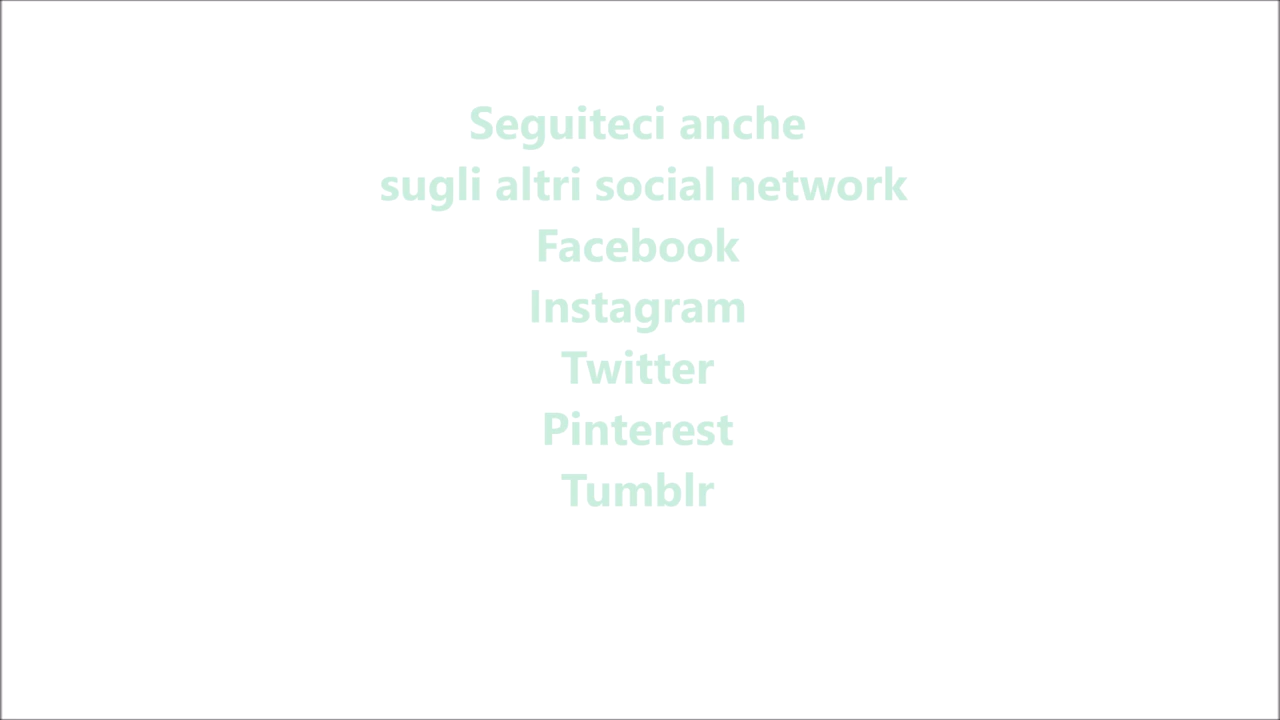 Seguiteci anche
sugli altri social network
Facebook
Instagram
Twitter
Pinterest
Tumblr